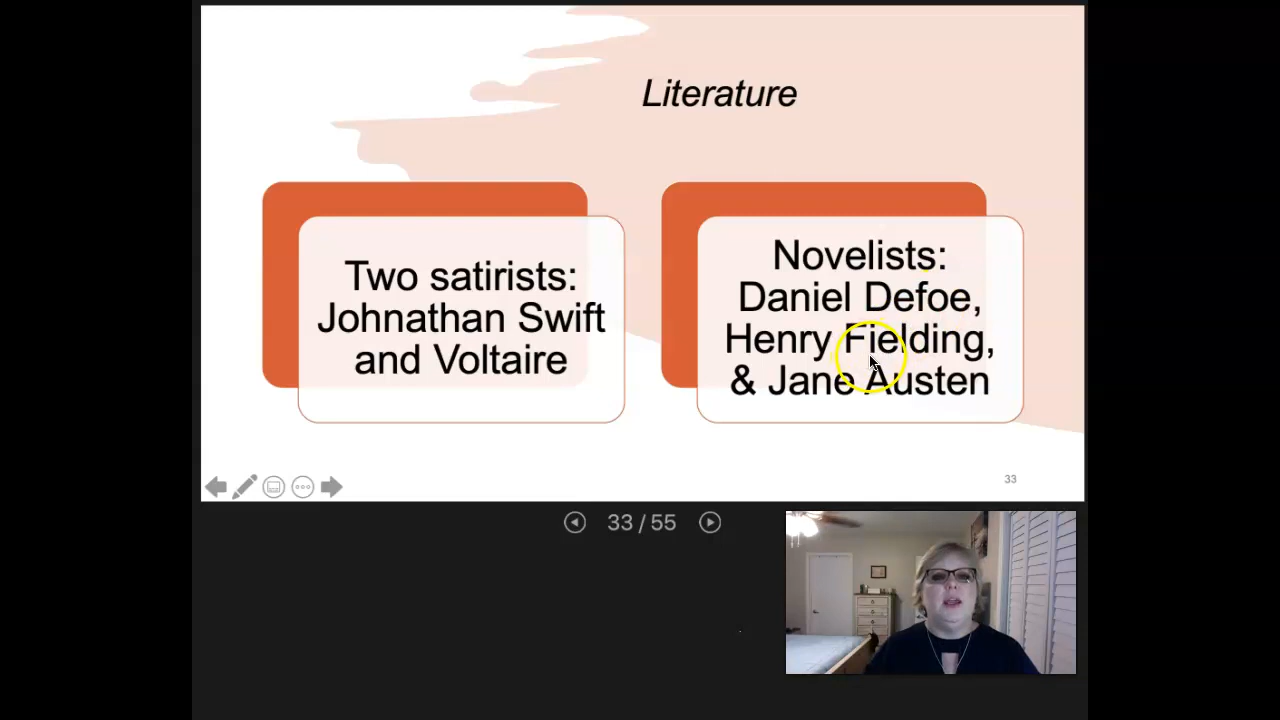 Literature
Two satirists:
Johnathan Swift
and Voltaire
Novelists:
Daniel Defoe,
Henry Fielding,
& Jane Austen
33
33 / 55